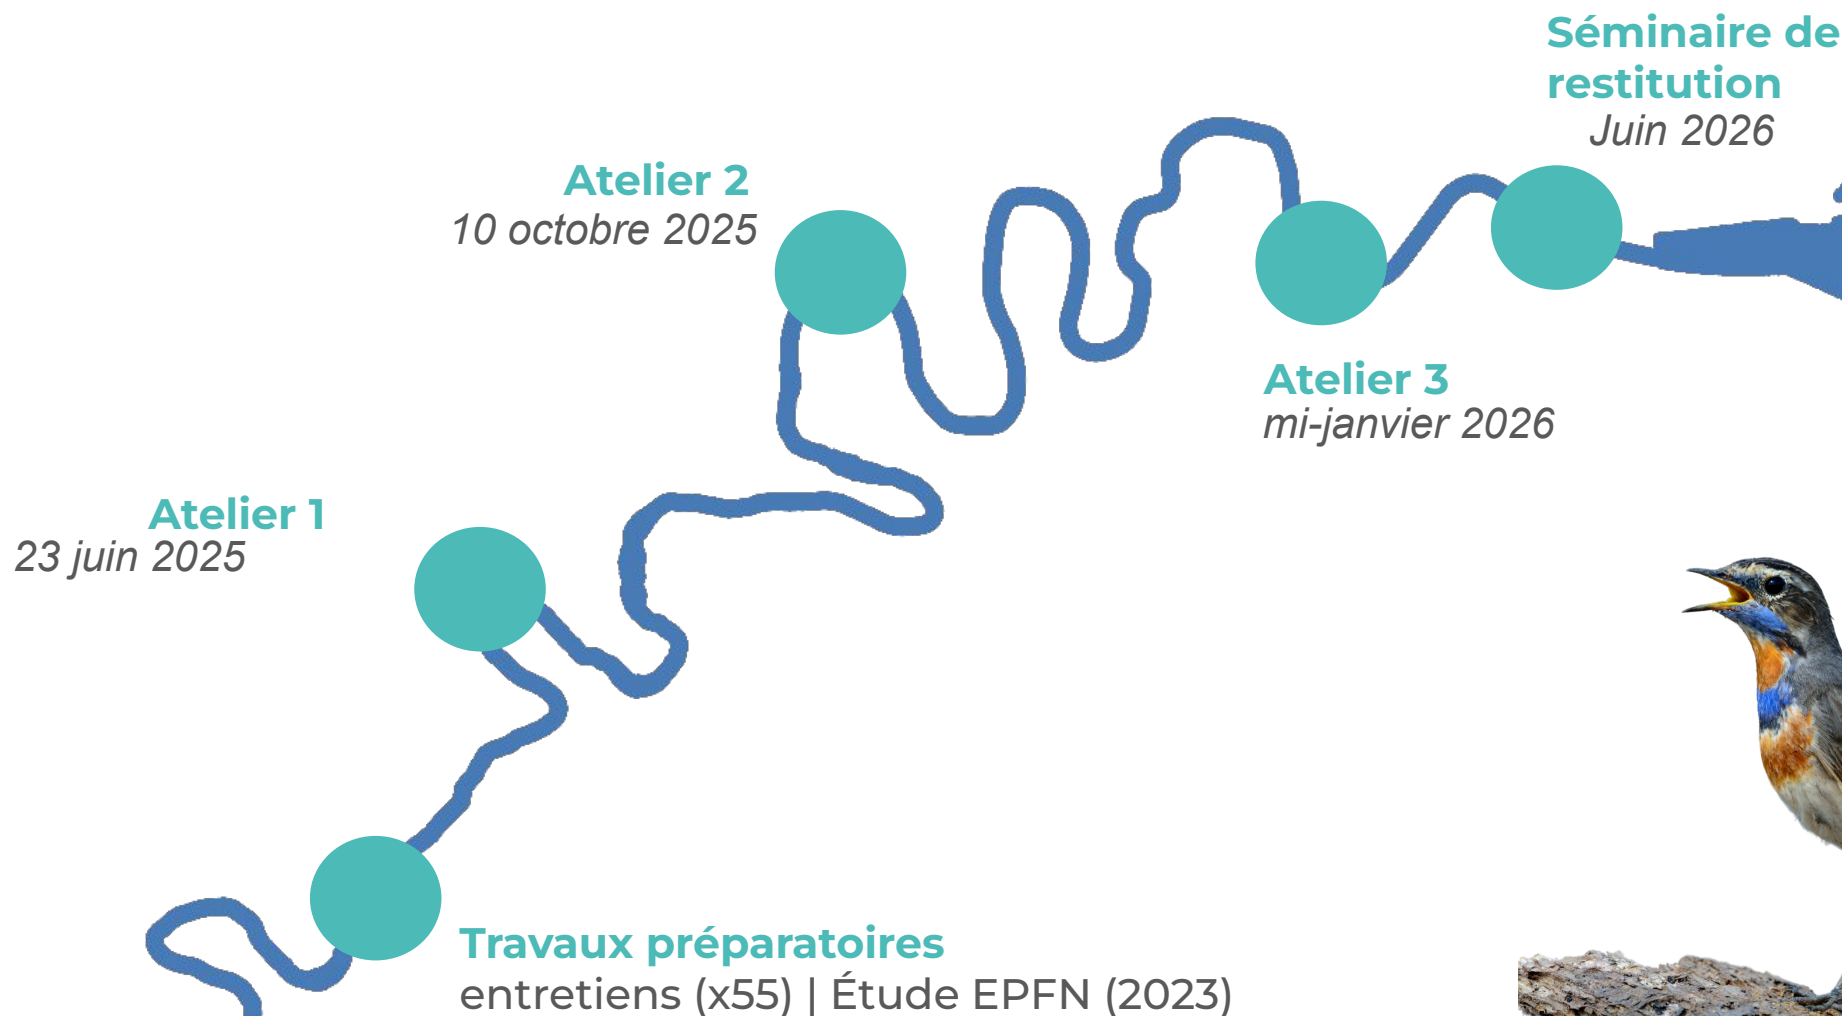 Séminaire de
restitution
Juin 2026
Atelier 2
10 octobre 2025
Atelier 3
mi-janvier 2026
Atelier 1
23 juin 2025
Travaux préparatoires
entretiens (x55) | Étude EPFN (2023)